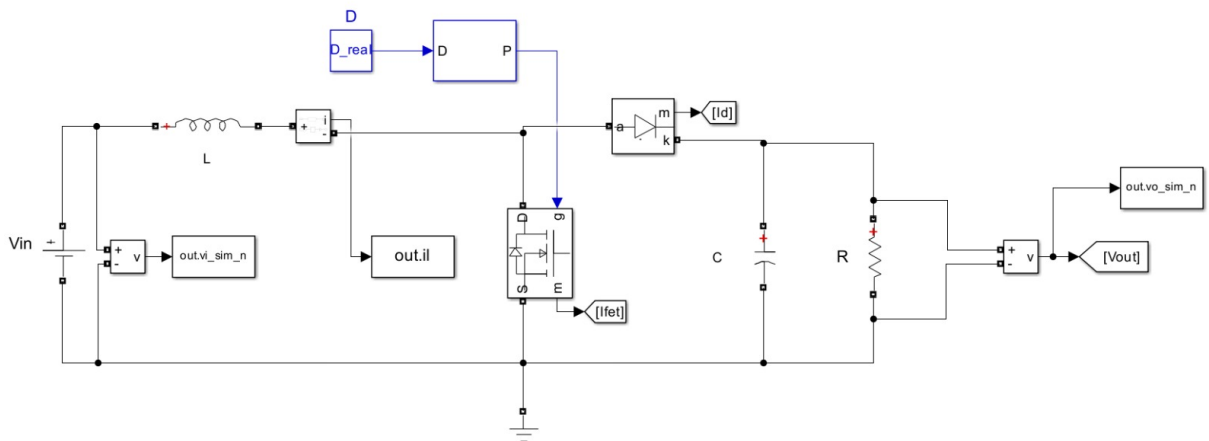 D
D_real
D
P
i
+
-
L
a
m
k
[Id]
Vin
+
+
-
v
out.vi_sim_n
out.il
D
g
S
m
[Ifet]
+
C
+
R
+
-
v
out.vo_sim_n
[Vout]